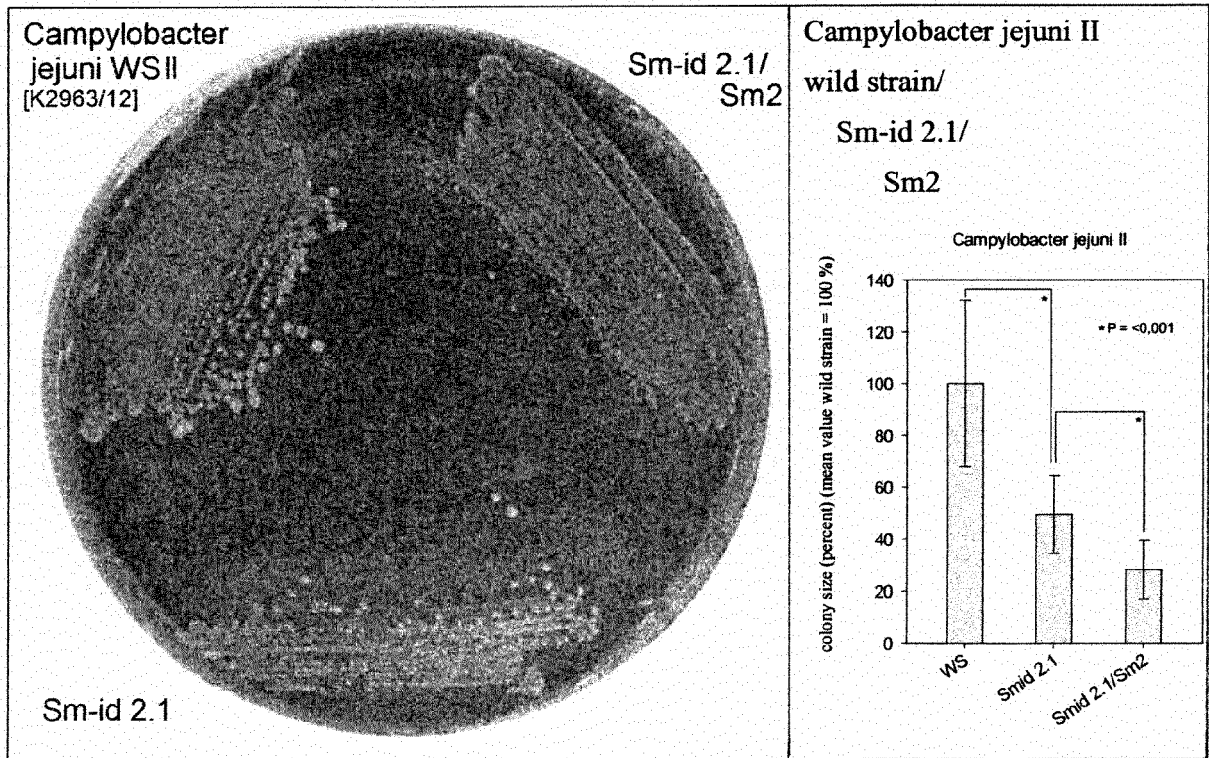 Campylobacter
jejuni WS II
[K2963/12]
Sm-id 2.1/
Sm2
Sm-id 2.1
Campylobacter jejuni II
wild strain/
Sm-id 2.1/
Sm2
Campylobacter jejuni II
colony size (percent) (mean value wild strain = 100 %)
140
120
100
80
60
40
20
0
*
* P = <0,001
*
WS
Smid 2.1
Smid 2.1/Sm2